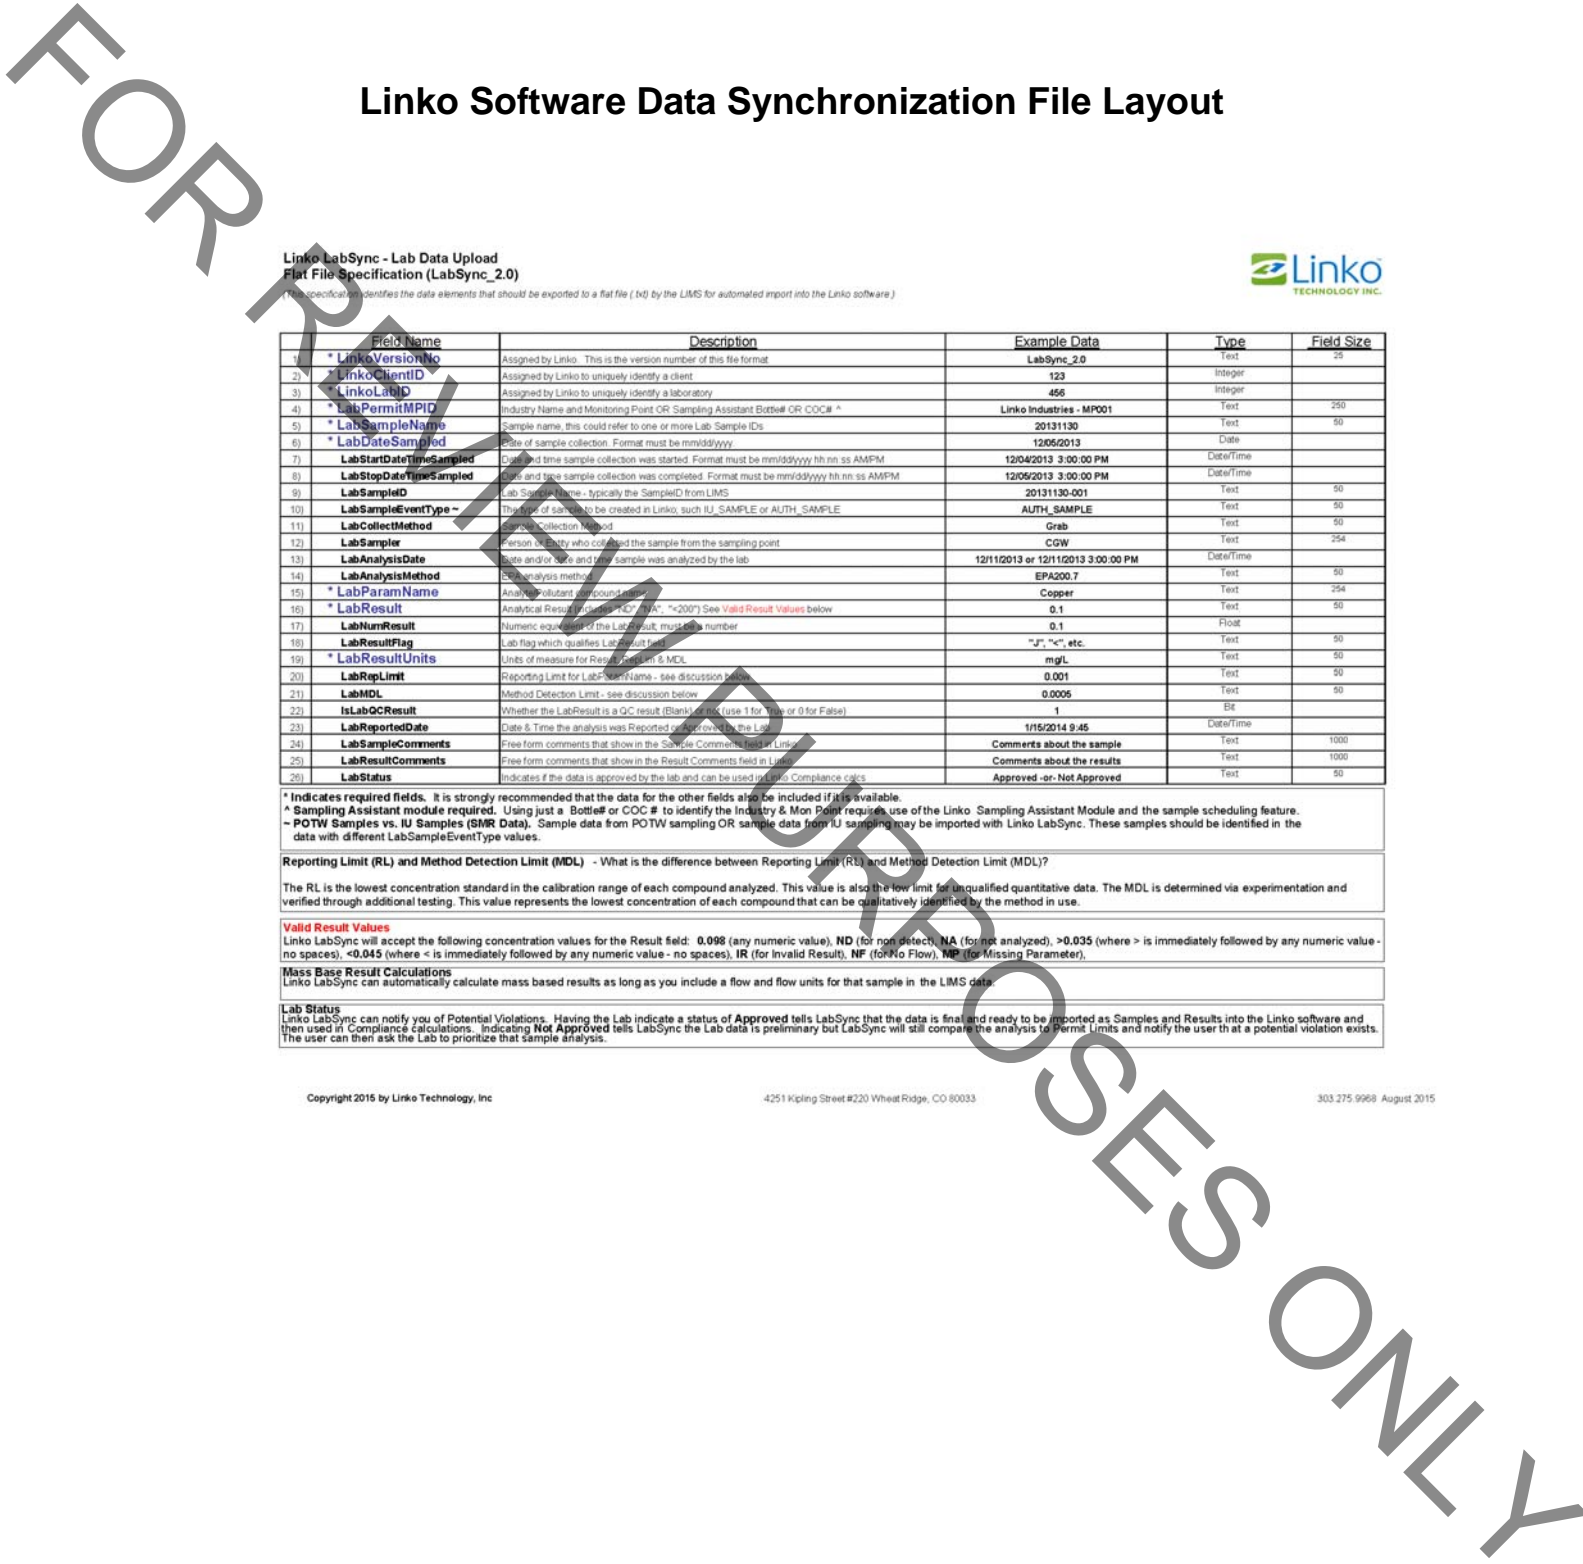 Linko Software Data Synchronization File Layout
Linko LabSync - Lab Data Upload
Flat File Specification (LabSync_2.0)
(This specification identifies the data elements that should be exported to a flat file (.txt) by the LIMS for automated import into the Linko software.)
Linko
TECHNOLOGY INC.
Field Name Description Example Data Type Field Size
1) * LinkoVersionNo Assgned by Linko. This is the version number of this file format LabSync_2.0 Text 25
2) * LinkoClientID Assigned by Linko to uniquely identify a client 123 Integer
3) * LinkoLabID Assigned by Linko to uniquely identify a laboratory 456 Integer
4) * LabPermitMPID Industry Name and Monitoring Point OR Sampling Assistant Bottle# OR COC# ^ Linko Industries - MP001 Text 250
5) * LabSampleName Sample name, this could refer to one or more Lab Sample IDs 20131130 Text 50
6) * LabDateSampled Date of sample collection. Format must be mm/dd/yyyy. 12/05/2013 Date
7) LabStartDateTimeSampled Date and time sample collection was started. Format must be mm/dd/yyyy hh:nn:ss AM/PM 12/04/2013 3:00:00 PM Date/Time
8) LabStopDateTimeSampled Date and time sample collection was completed. Format must be mm/dd/yyyy hh:nn:ss AM/PM 12/05/2013 3:00:00 PM Date/Time
9) LabSampleID Lab Sample Name - typically the SampleID from LIMS 20131130-001 Text 50
10) LabSampleEventType ~ The type of sample to be created in Linko; such IU_SAMPLE or AUTH_SAMPLE AUTH_SAMPLE Text 50
11) LabCollectMethod Sample Collection Method Grab Text 50
12) LabSampler Person or Entity who collected the sample from the sampling point CGW Text 254
13) LabAnalysisDate Date and/or date and time sample was analyzed by the lab 12/11/2013 or 12/11/2013 3:00:00 PM Date/Time
14) LabAnalysisMethod EPA analysis method EPA200.7 Text 50
15) * LabParamName Analyte/Pollutant compound name Copper Text 254
16) * LabResult Analytical Result (includes "ND", "NA", "<200") See Valid Result Values below 0.1 Text 50
17) LabNumResult Numeric equivalent of the LabResult; must be a number 0.1 Float
18) LabResultFlag Lab flag which qualifies LabResult field "J", "<", etc. Text 50
19) * LabResultUnits Units of measure for Result, RepLim & MDL mg/L Text 50
20) LabRepLimit Reporting Limit for LabParamName - see discussion below 0.001 Text 50
21) LabMDL Method Detection Limit - see discussion below 0.0005 Text 50
22) IsLabQCResult Whether the LabResult is a QC result (Blank) or not (use 1 for True or 0 for False) 1 Bit
23) LabReportedDate Date & Time the analysis was Reported or Approved by the Lab 1/15/2014 9:45 Date/Time
24) LabSampleComments Free form comments that show in the Sample Comments field in Linko Comments about the sample Text 1000
25) LabResultComments Free form comments that show in the Result Comments field in Linko Comments about the results Text 1000
26) LabStatus Indicates if the data is approved by the lab and can be used in Linko Compliance calcs Approved -or- Not Approved Text 50
* Indicates required fields. It is strongly recommended that the data for the other fields also be included if it is available.
^ Sampling Assistant module required. Using just a Bottle# or COC # to identify the Industry & Mon Point requires use of the Linko Sampling Assistant Module and the sample scheduling feature.
~ POTW Samples vs. IU Samples (SMR Data). Sample data from POTW sampling OR sample data from IU sampling may be imported with Linko LabSync. These samples should be identified in the
data with different LabSampleEventType values.
Reporting Limit (RL) and Method Detection Limit (MDL) - What is the difference between Reporting Limit (RL) and Method Detection Limit (MDL)?
The RL is the lowest concentration standard in the calibration range of each compound analyzed. This value is also the low limit for unqualified quantitative data. The MDL is determined via experimentation and
verified through additional testing. This value represents the lowest concentration of each compound that can be qualitatively identified by the method in use.
Valid Result Values
Linko LabSync will accept the following concentration values for the Result field: 0.098 (any numeric value), ND (for non detect), NA (for not analyzed), >0.035 (where > is immediately followed by any numeric value -
no spaces), <0.045 (where < is immediately followed by any numeric value - no spaces), IR (for Invalid Result), NF (for No Flow), MP (for Missing Parameter),
Mass Base Result Calculations
Linko LabSync can automatically calculate mass based results as long as you include a flow and flow units for that sample in the LIMS data.
Lab Status
Linko LabSync can notify you of Potential Violations. Having the Lab indicate a status of Approved tells LabSync that the data is final and ready to be imported as Samples and Results into the Linko software and
then used in Compliance calculations. Indicating Not Approved tells LabSync the Lab data is preliminary but LabSync will still compare the analysis to Permit Limits and notify the user that a potential violation exists.
The user can then ask the Lab to prioritize that sample analysis.
Copyright 2015 by Linko Technology, Inc 4251 Kipling Street #220 Wheat Ridge, CO 80033 303.275.9968 August 2015
FOR REVIEW PURPOSES ONLY